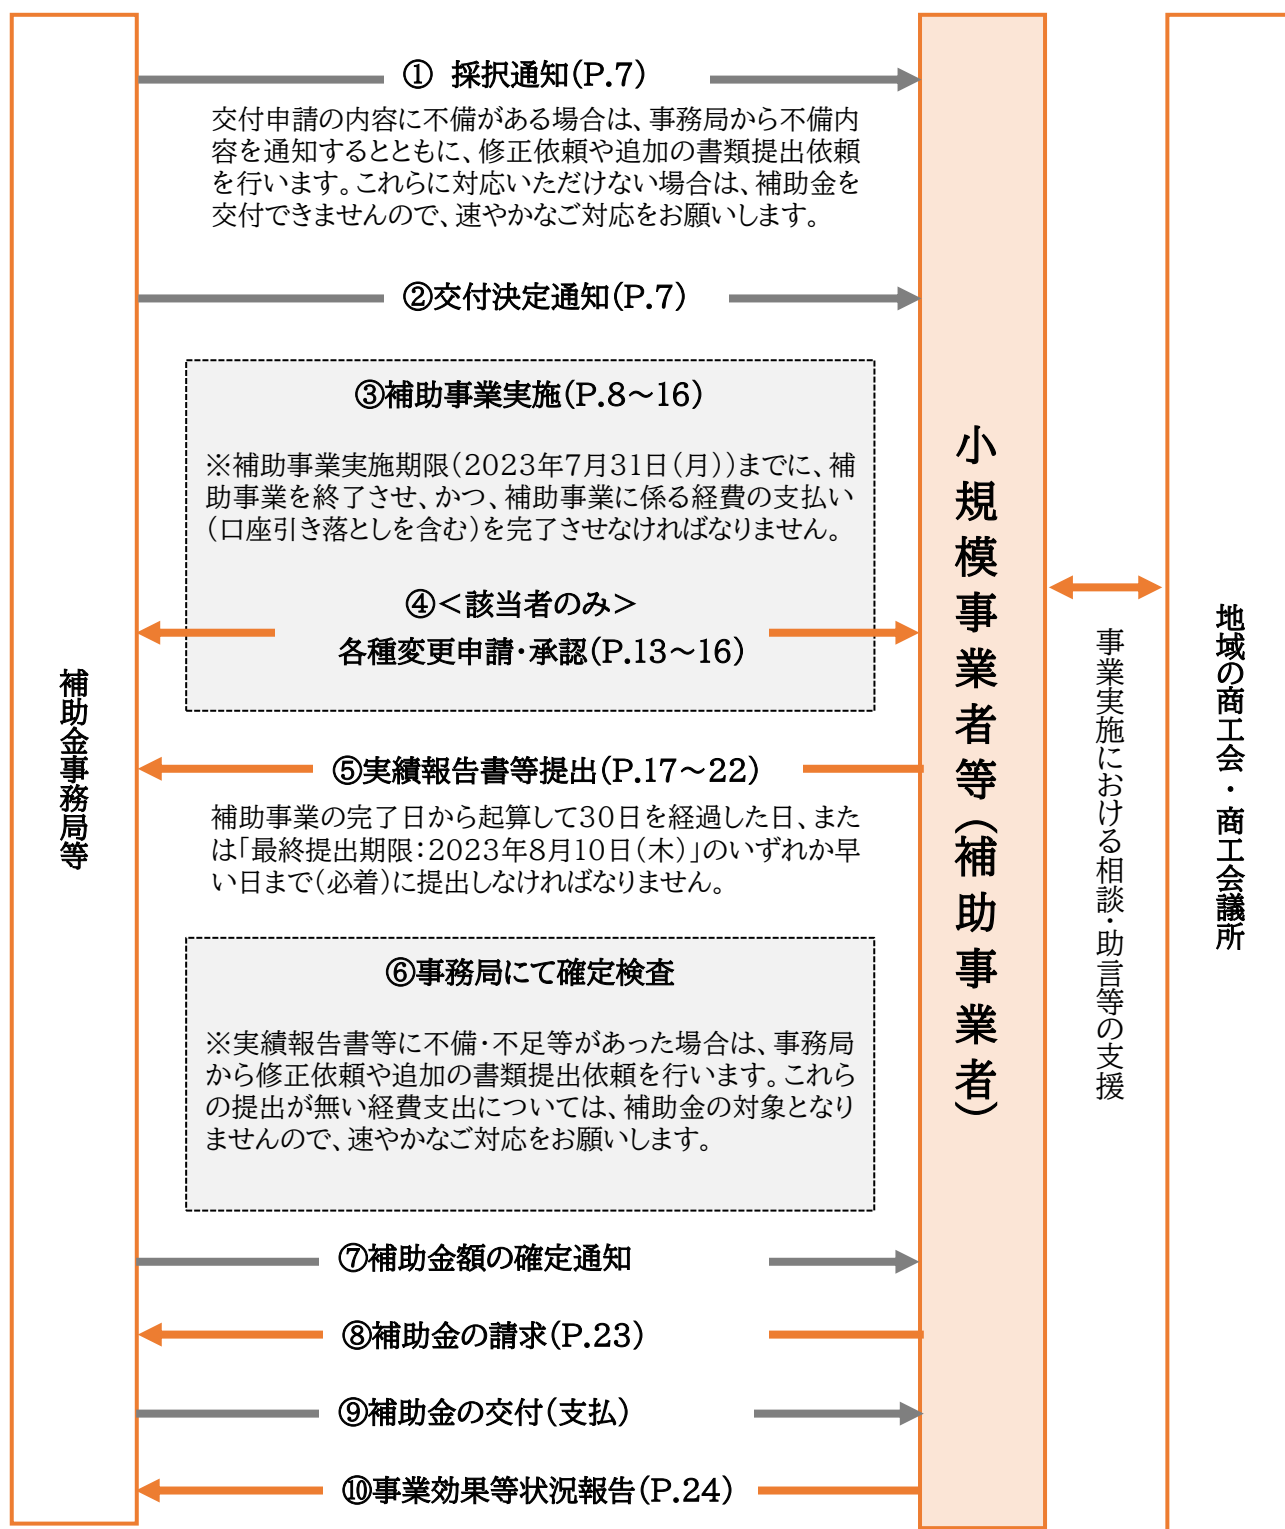 ① 採択通知(P.7)
交付申請の内容に不備がある場合は、事務局から不備内
容を通知するとともに、修正依頼や追加の書類提出依頼
を行います。これらに対応いただけない場合は、補助金を
交付できませんので、速やかなご対応をお願いします。
②交付決定通知(P.7)
③補助事業実施(P.8～16)
※補助事業実施期限(2023年7月31日(月))までに、補
助事業を終了させ、かつ、補助事業に係る経費の支払い
(口座引き落としを含む)を完了させなければなりません。
④＜該当者のみ＞
各種変更申請・承認(P.13～16)
⑤実績報告書等提出(P.17～22)
補助事業の完了日から起算して30日を経過した日、また
は「最終提出期限：2023年8月10日(木)」のいずれか早
い日まで(必着)に提出しなければなりません。
⑥事務局にて確定検査
※実績報告書等に不備・不足等があった場合は、事務局
から修正依頼や追加の書類提出依頼を行います。これら
の提出が無い経費支出については、補助金の対象となり
ませんので、速やかなご対応をお願いします。
⑦補助金額の確定通知
⑧補助金の請求(P.23)
⑨補助金の交付(支払)
⑩事業効果等状況報告(P.24)
補助金事務局等
小規模事業者等(補助事業者)
事業実施における相談・助言等の支援
地域の商工会・商工会議所